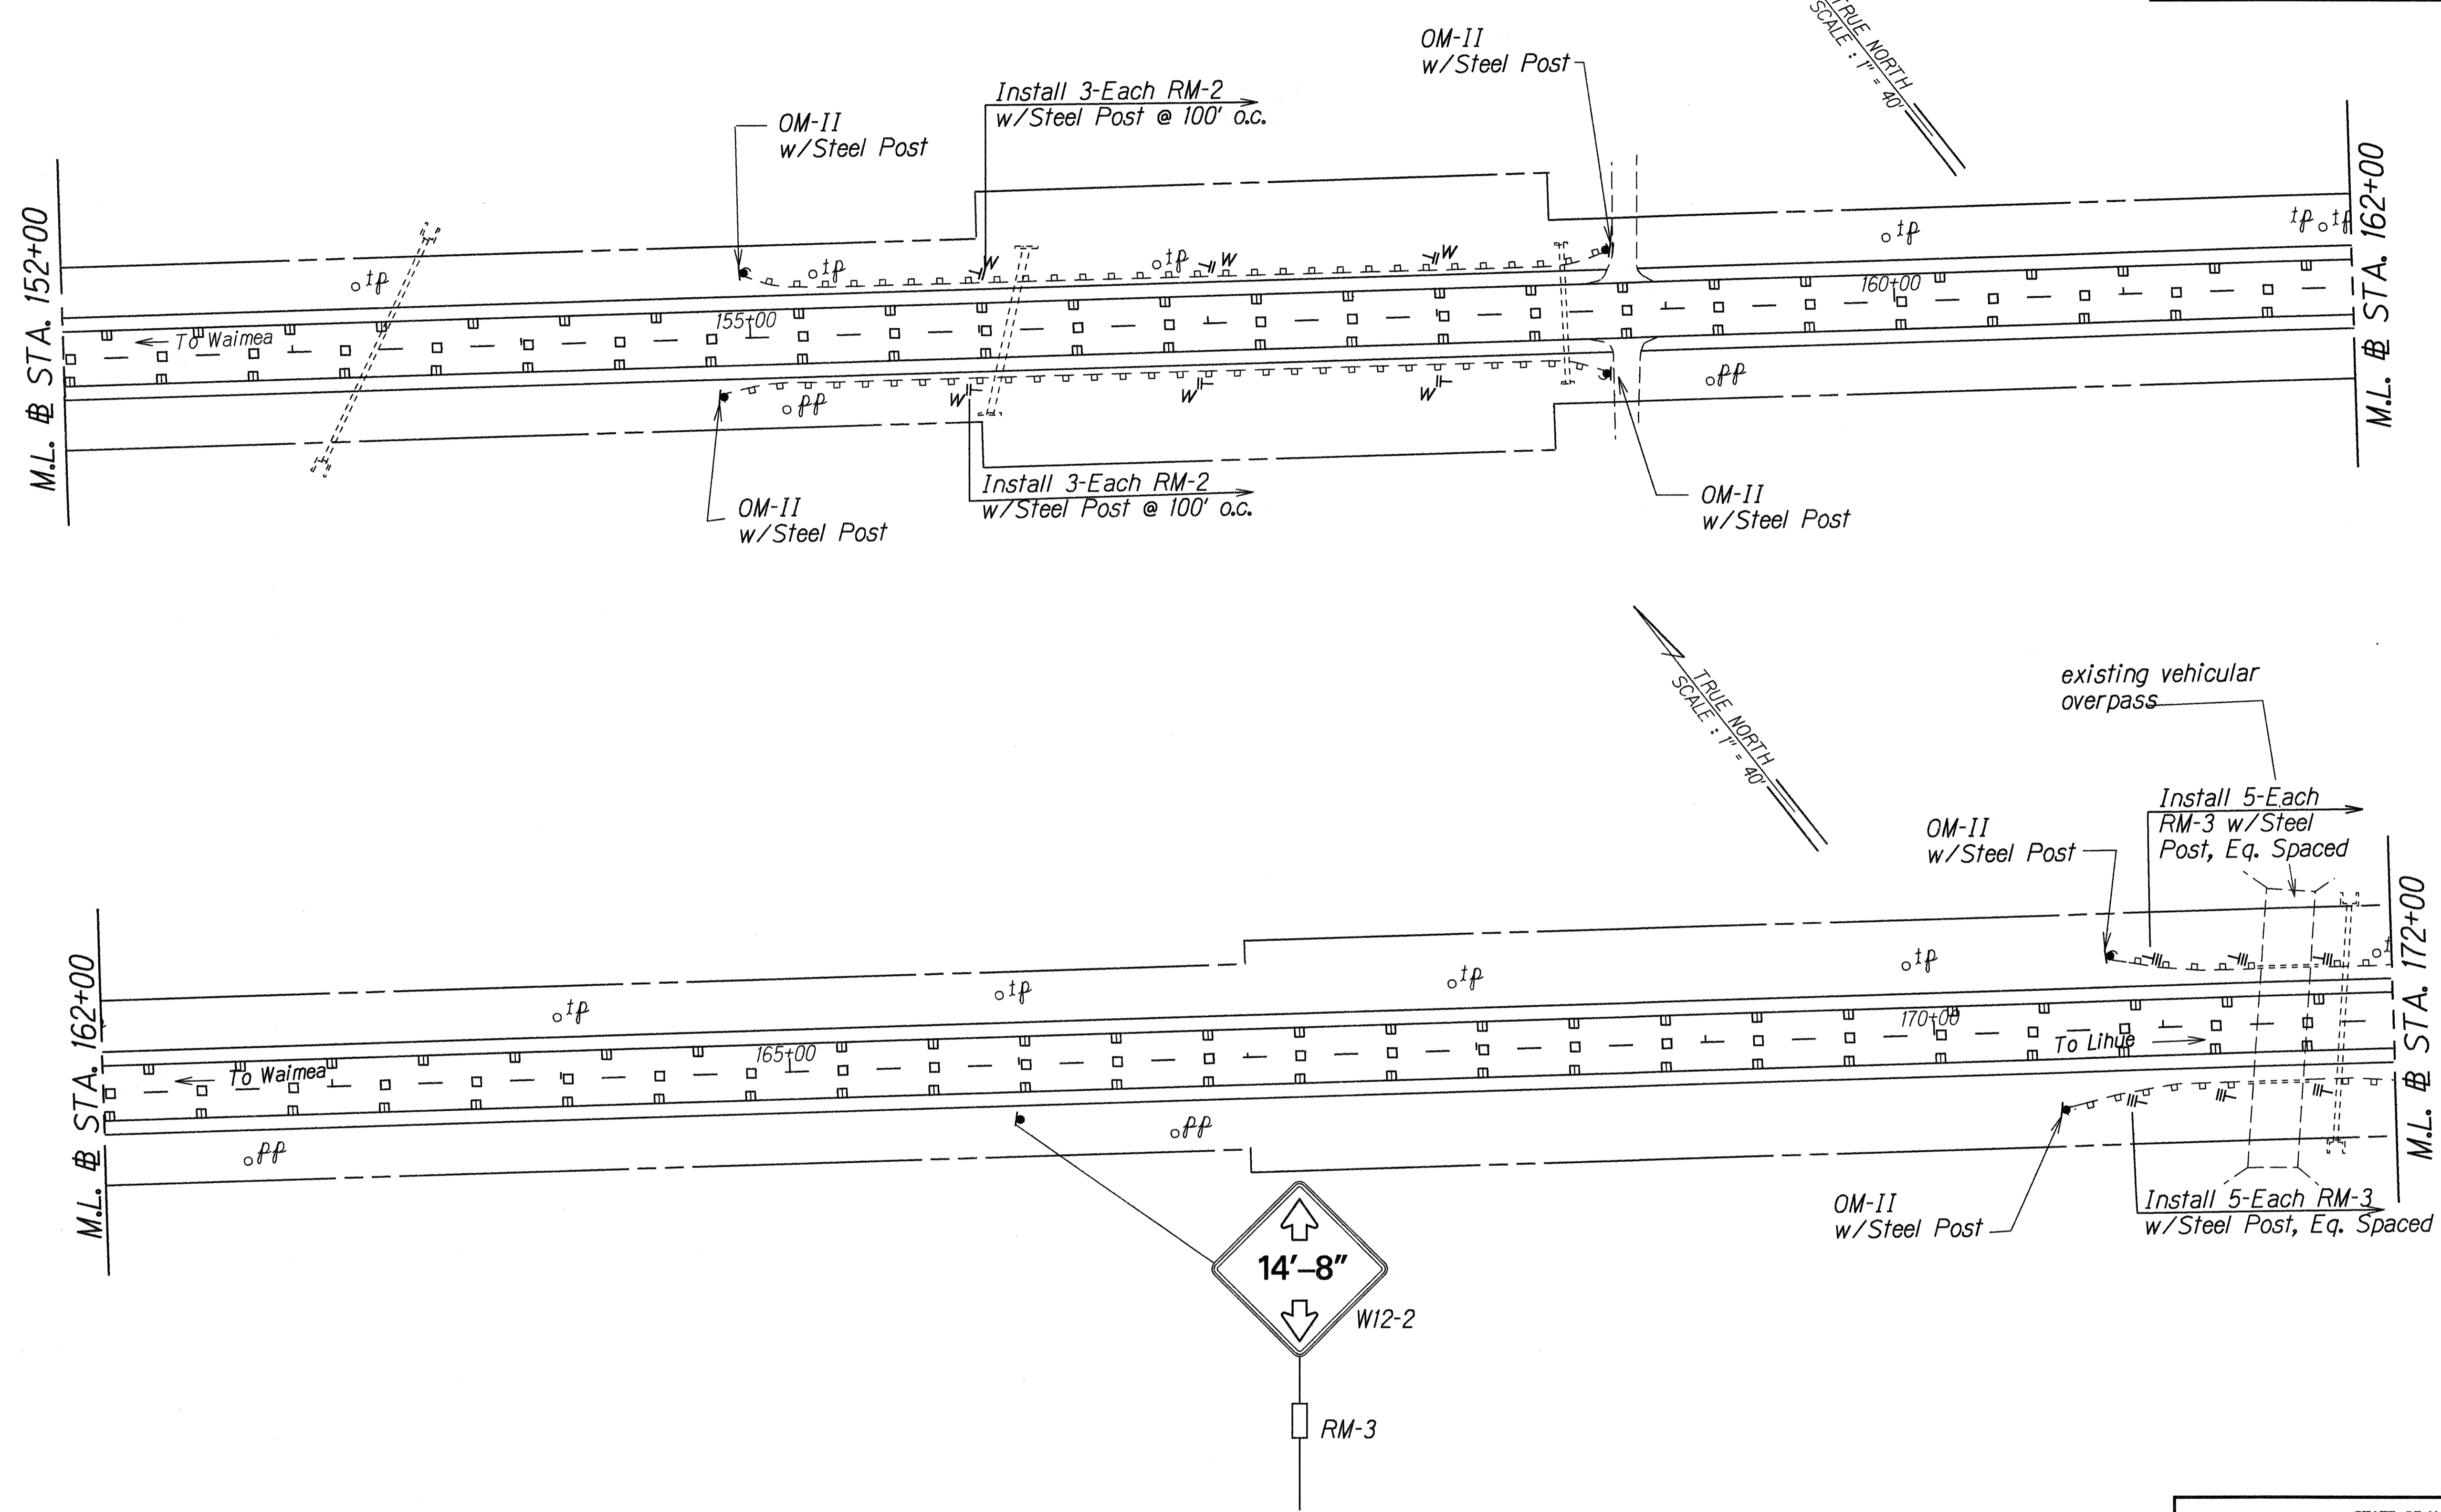 TRUE NORTH
SCALE : 1" = 40'
OM-II
w/Steel Post
Install 3-Each RM-2
w/Steel Post @ 100' o.c.
OM-II
w/Steel Post
M.L. STA. 152+00
tp
tp
W
tp
W
W
tp
tp
tp
M.L. STA. 162+00
To Waimea
155+00
160+00
pp
W
W
W
pp
OM-II
w/Steel Post
Install 3-Each RM-2
w/Steel Post @ 100' o.c.
OM-II
w/Steel Post
TRUE NORTH
SCALE : 1" = 40'
existing vehicular
overpass
Install 5-Each
RM-3 w/Steel
Post, Eq. Spaced
OM-II
w/Steel Post
M.L. STA. 162+00
tp
tp
tp
tp
M.L. STA. 172+00
To Waimea
165+00
170+00
To Lihue
pp
pp
OM-II
w/Steel Post
Install 5-Each RM-3
w/Steel Post, Eq. Spaced
14'–8"
W12-2
RM-3